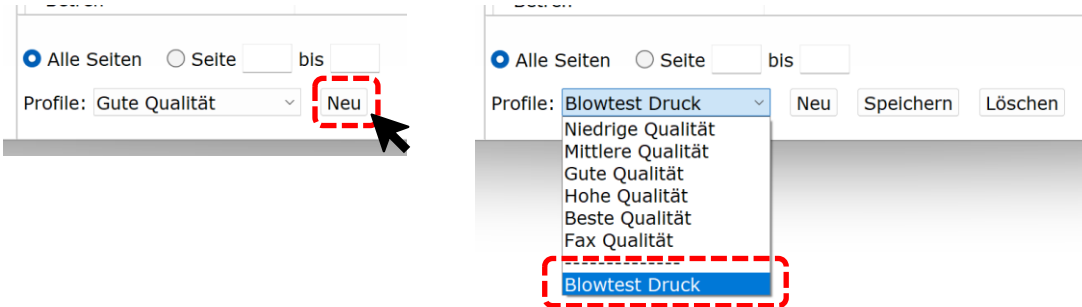 Alle Seiten Seite bis
Profile: Gute Qualität Neu
Alle Seiten Seite bis
Profile: Blowtest Druck Neu Speichern Löschen
Niedrige Qualität
Mittlere Qualität
Gute Qualität
Hohe Qualität
Beste Qualität
Fax Qualität
--------------
Blowtest Druck